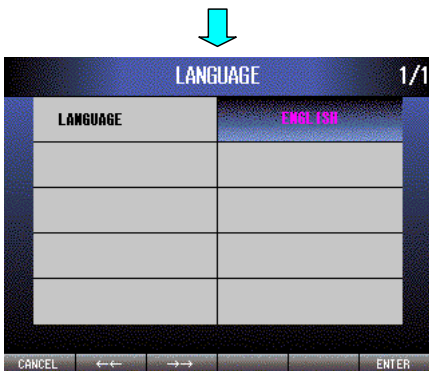 LANGUAGE 1/1
LANGUAGE ENGLISH
CANCEL ←← →→ ENTER